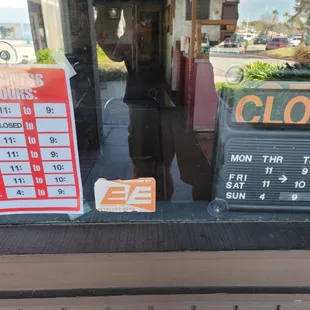 BUSINESS
HOURS:
11: to 9:
CLOSED to
11: to 9:
11: to 9:
11: to 10:
11: to 10:
4: to 9:
CLO
MON THR
11 → 9
FRI
SAT 11 → 10
SUN 4 9